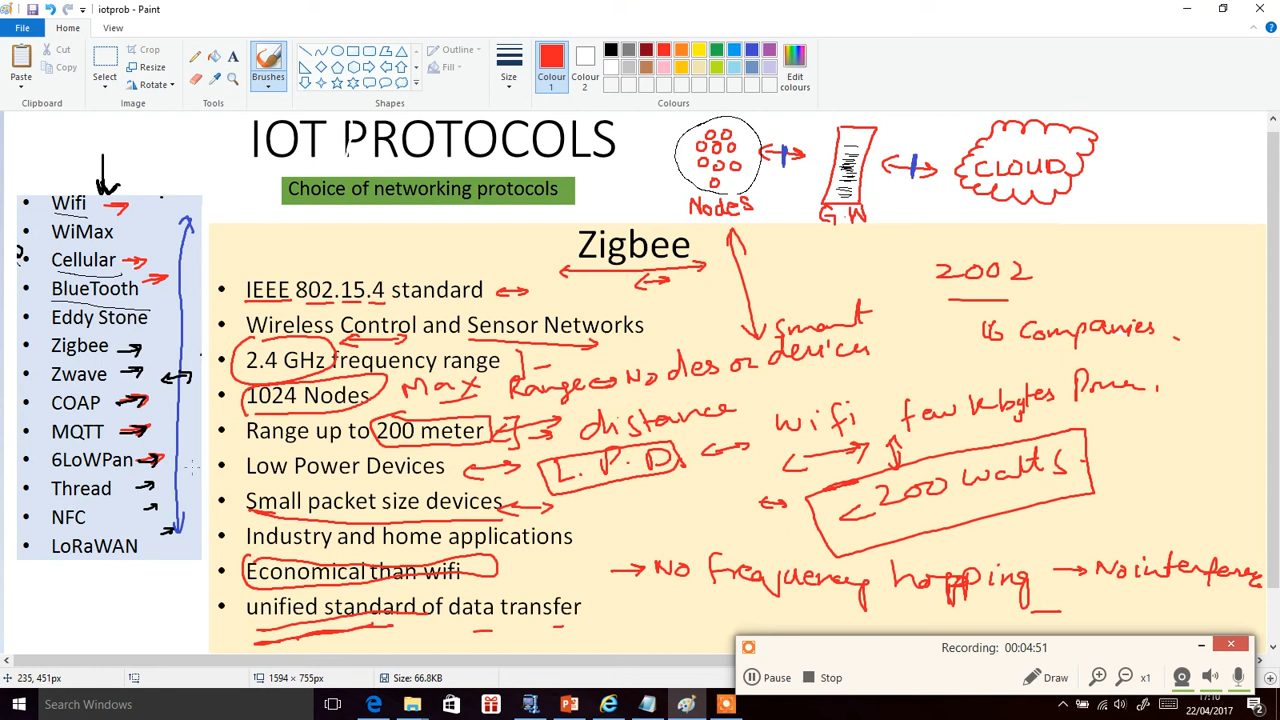 iotprob - Paint
File Home View
Paste
Cut
Copy
Clipboard
Select
Crop
Resize
Rotate
Image
Tools
Brushes
Shapes
Outline
Fill
Size
Colour 1
Colour 2
Edit colours
Colours
IOT PROTOCOLS
Choice of networking protocols
Nodes
G.W
CLOUD
Wifi
WiMax
Cellular
BlueTooth
Eddy Stone
Zigbee
Zwave
COAP
MQTT
6LoWPan
Thread
NFC
LoRaWAN
Zigbee
IEEE 802.15.4 standard
Wireless Control and Sensor Networks
2.4 GHz frequency range
1024 Nodes
Range up to 200 meter
Low Power Devices
Small packet size devices
Industry and home applications
Economical than wifi
unified standard of data transfer
2002
16 Companies.
Smart
devices
Max Range Nodes or
distance
wifi
few k bytes
L.P.D.
< 200 watts
No frequency hopping → No interference
Recording: 00:04:51
Pause Stop Draw x1
235, 451px
1594 × 755px
Size: 66.8KB
Search Windows
17:10
22/04/2017